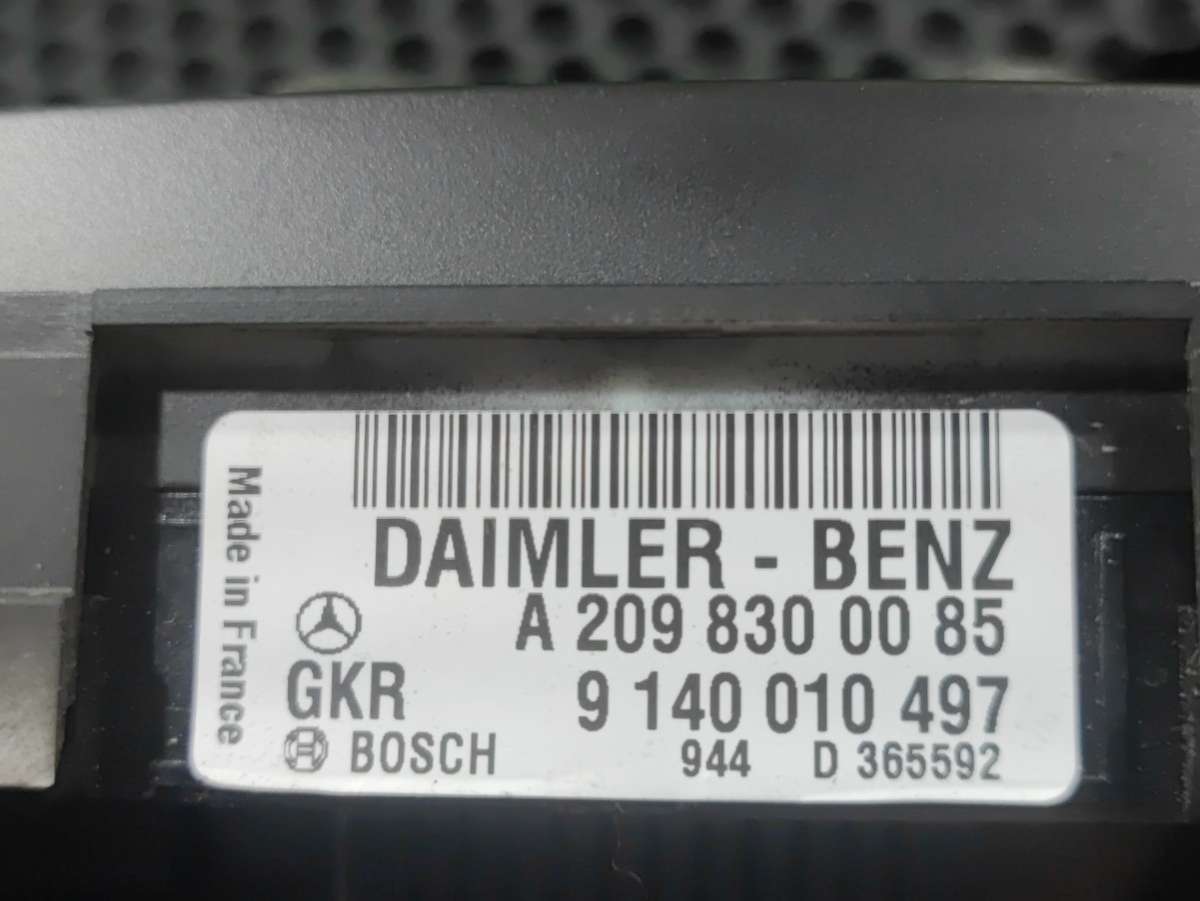 Made in France
DAIMLER - BENZ
A 209 830 00 85
GKR 9 140 010 497
BOSCH 944 D 365592